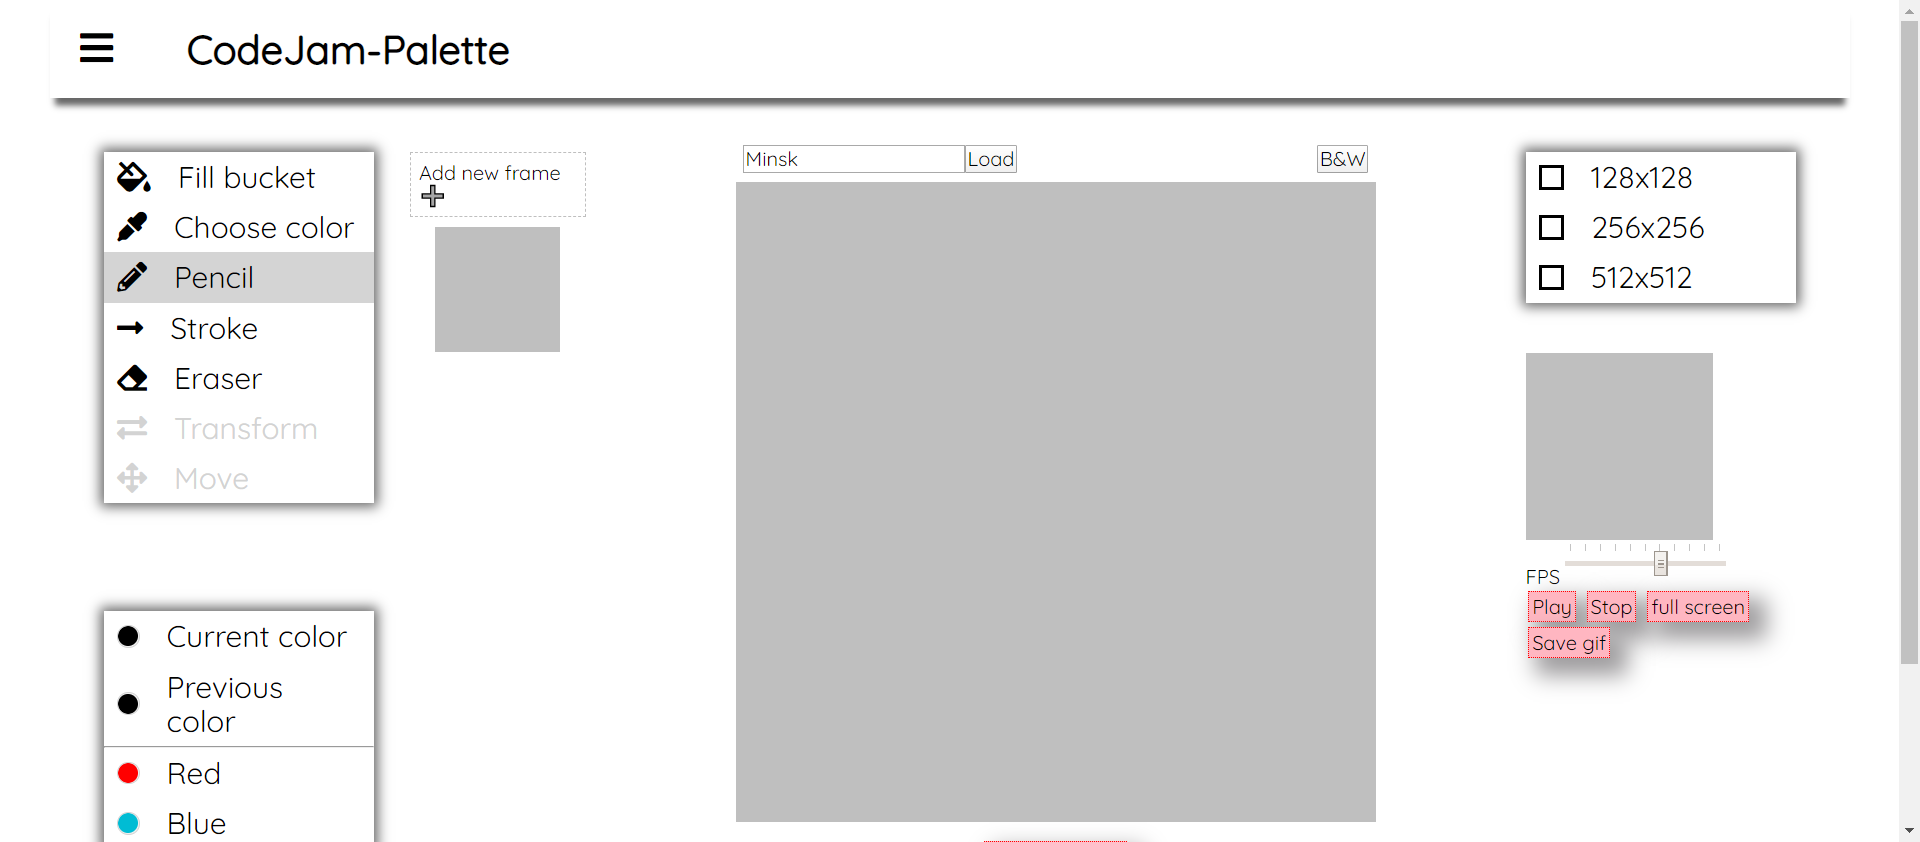 CodeJam-Palette
Fill bucket
Choose color
Pencil
Stroke
Eraser
Transform
Move
Current color
Previous
color
Red
Blue
Add new frame
Minsk
Load
B&W
128x128
256x256
512x512
FPS
Play
Stop
full screen
Save gif